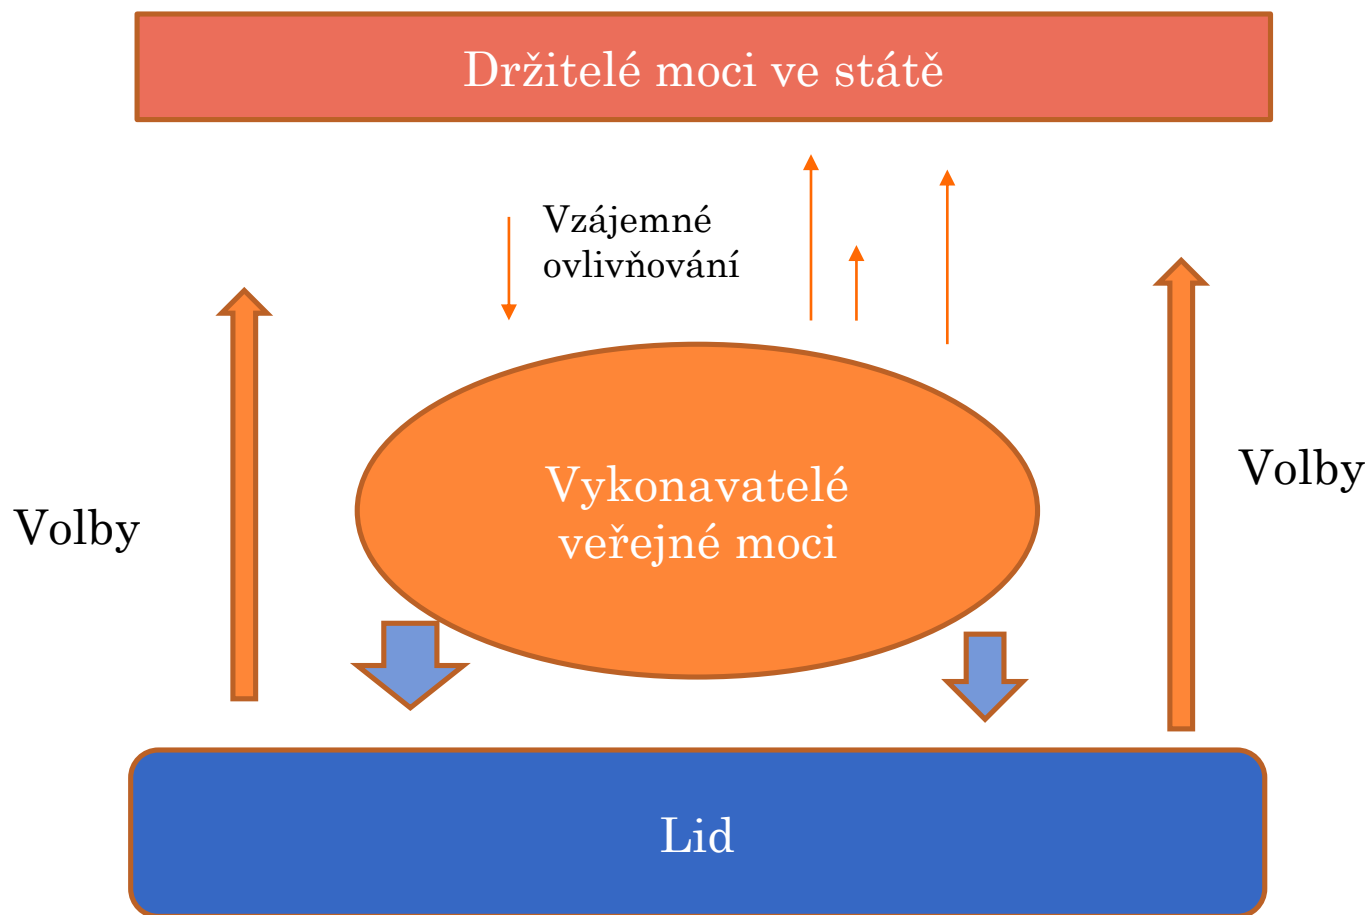 Držitelé moci ve státě
Vzájemné
ovlivňování
Volby
Vykonavatelé
veřejné moci
Volby
Lid